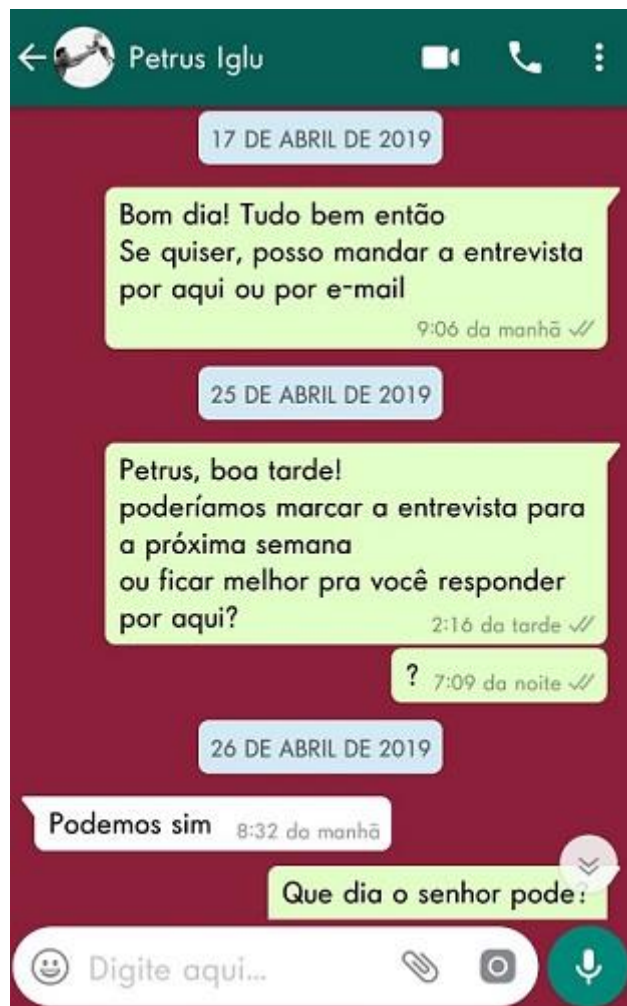 Petrus Iglu
17 DE ABRIL DE 2019
Bom dia! Tudo bem então
Se quiser, posso mandar a entrevista
por aqui ou por e-mail
9:06 da manhã
25 DE ABRIL DE 2019
Petrus, boa tarde!
poderíamos marcar a entrevista para
a próxima semana
ou ficar melhor pra você responder
por aqui?
2:16 da tarde
? 7:09 da noite
26 DE ABRIL DE 2019
Podemos sim 8:32 da manhã
Que dia o senhor pode?
Digite aqui...